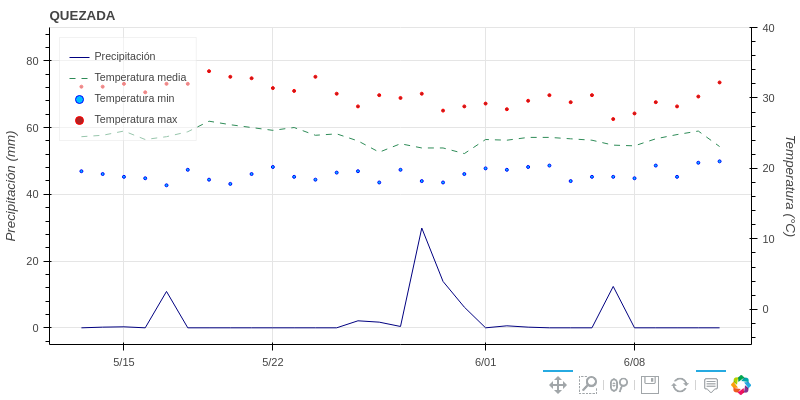 QUEZADA
Precipitación
Temperatura media
Temperatura min
Temperatura max
Precipitación (mm)
80
60
40
20
0
Temperatura (°C)
40
30
20
10
0
5/15
5/22
6/01
6/08